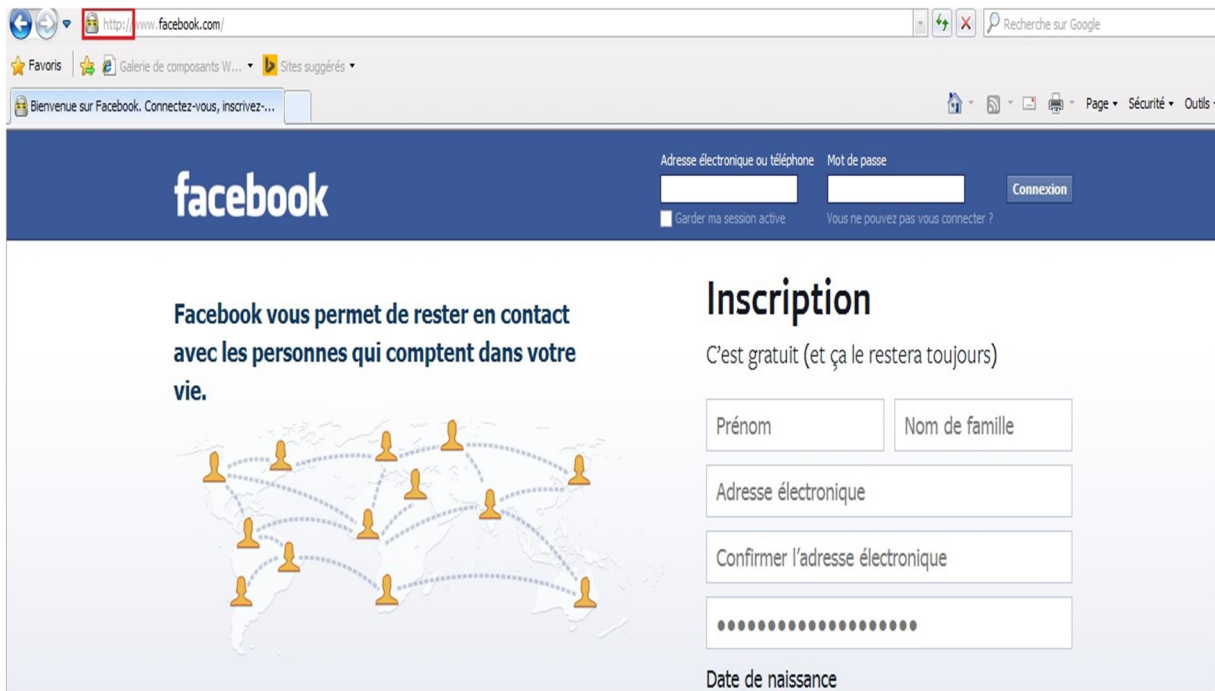 http://www.facebook.com/
Recherche sur Google
Favoris
Galerie de composants W...
Sites suggérés
Bienvenue sur Facebook. Connectez-vous, inscrivez-...
Page
Sécurité
Outils
facebook
Adresse électronique ou téléphone
Mot de passe
Connexion
Garder ma session active
Vous ne pouvez pas vous connecter ?
Facebook vous permet de rester en contact
avec les personnes qui comptent dans votre
vie.
Inscription
C'est gratuit (et ça le restera toujours)
Prénom
Nom de famille
Adresse électronique
Confirmer l'adresse électronique
●●●●●●●●●●●●●●●●●●●●
Date de naissance